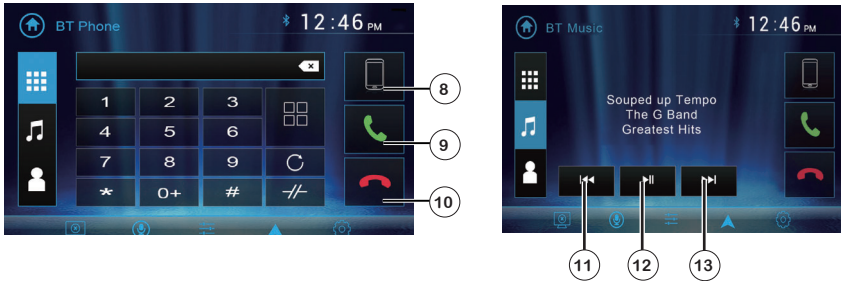 BT Phone 12:46 PM
1 2 3
4 5 6
7 8 9
* 0+ #
8
9
10
BT Music 12:46 PM
Souped up Tempo
The G Band
Greatest Hits
11 12 13